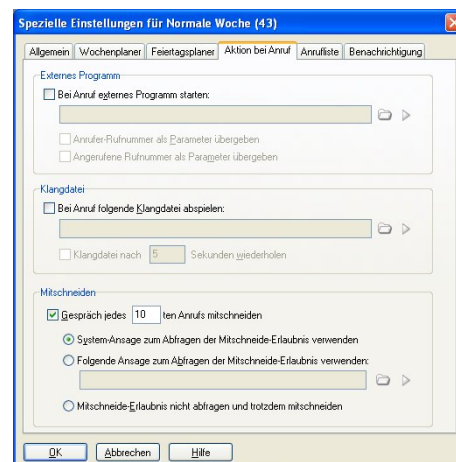 Spezielle Einstellungen für Normale Woche (43)
Allgemein Wochenplaner Feiertagsplaner Aktion bei Anruf Anrufliste Benachrichtigung
Externes Programm
Bei Anruf externes Programm starten:
Anrufer-Rufnummer als Parameter übergeben
Angerufene Rufnummer als Parameter übergeben
Klangdatei
Bei Anruf folgende Klangdatei abspielen:
Klangdatei nach 5 Sekunden wiederholen
Mitschneiden
Gespräch jedes 10 ten Anrufs mitschneiden
System-Ansage zum Abfragen der Mitschneide-Erlaubnis verwenden
Folgende Ansage zum Abfragen der Mitschneide-Erlaubnis verwenden:
Mitschneide-Erlaubnis nicht abfragen und trotzdem mitschneiden
OK Abbrechen Hilfe